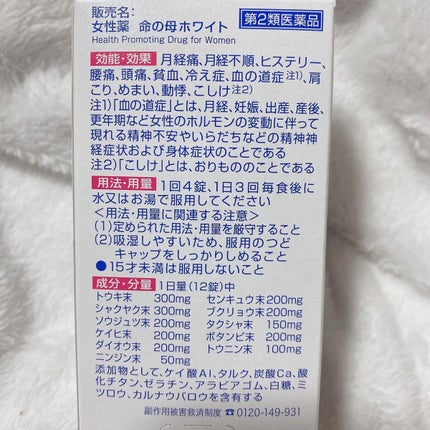 販売名:
女性薬 命の母ホワイト 第2類医薬品
Health Promoting Drug for Women
効能・効果 月経痛、月経不順、ヒステリー、
腰痛、頭痛、貧血、冷え症、血の道症注1)、肩
こり、めまい、動悸、こしけ注2)
注1)「血の道症」とは、月経、妊娠、出産、産後、
更年期など女性のホルモンの変動に伴って
現れる精神不安やいらだちなどの精神神
経症状および身体症状のことである
注2)「こしけ」とは、おりもののことである
用法・用量 1回4錠、1日3回毎食後に
水又はお湯で服用してください
<用法・用量に関連する注意>
(1)定められた用法・用量を厳守すること
(2)吸湿しやすいため、服用のつど
キャップをしっかりしめること
●15才未満は服用しないこと
成分・分量 1日量(12錠)中
トウキ末 300mg センキュウ末 200mg
シャクヤク末 300mg ブクリョウ末 200mg
ソウジュツ末 200mg タクシャ末 150mg
ケイヒ末 200mg ボタンピ末 200mg
ダイオウ末 200mg トウニン末 100mg
ニンジン末 50mg
添加物として、ケイ酸Al、タルク、炭酸Ca、酸
化チタン、ゼラチン、アラビアゴム、白糖、ミ
ツロウ、カルナウバロウを含有する
副作用被害救済制度 ☎0120-149-931